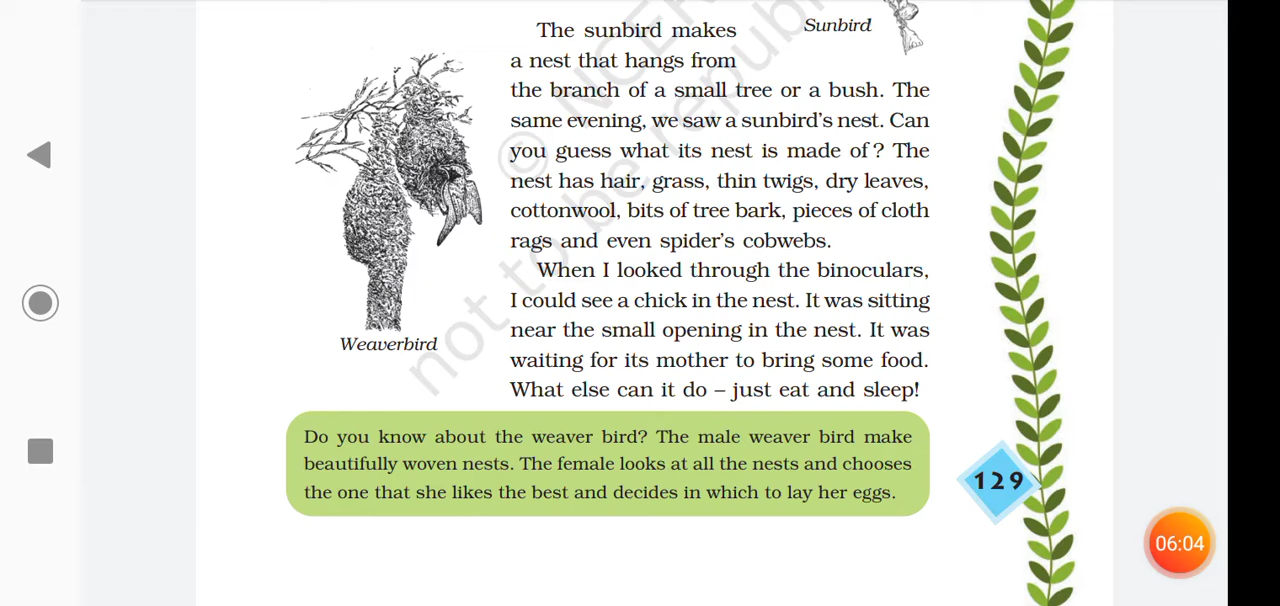 Sunbird
The sunbird makes
a nest that hangs from
the branch of a small tree or a bush. The
same evening, we saw a sunbird's nest. Can
you guess what its nest is made of? The
nest has hair, grass, thin twigs, dry leaves,
cottonwool, bits of tree bark, pieces of cloth
rags and even spider's cobwebs.
When I looked through the binoculars,
I could see a chick in the nest. It was sitting
near the small opening in the nest. It was
waiting for its mother to bring some food.
What else can it do – just eat and sleep!
Weaverbird
Do you know about the weaver bird? The male weaver bird make
beautifully woven nests. The female looks at all the nests and chooses
the one that she likes the best and decides in which to lay her eggs.
129
06:04
© NCER
not to be republ